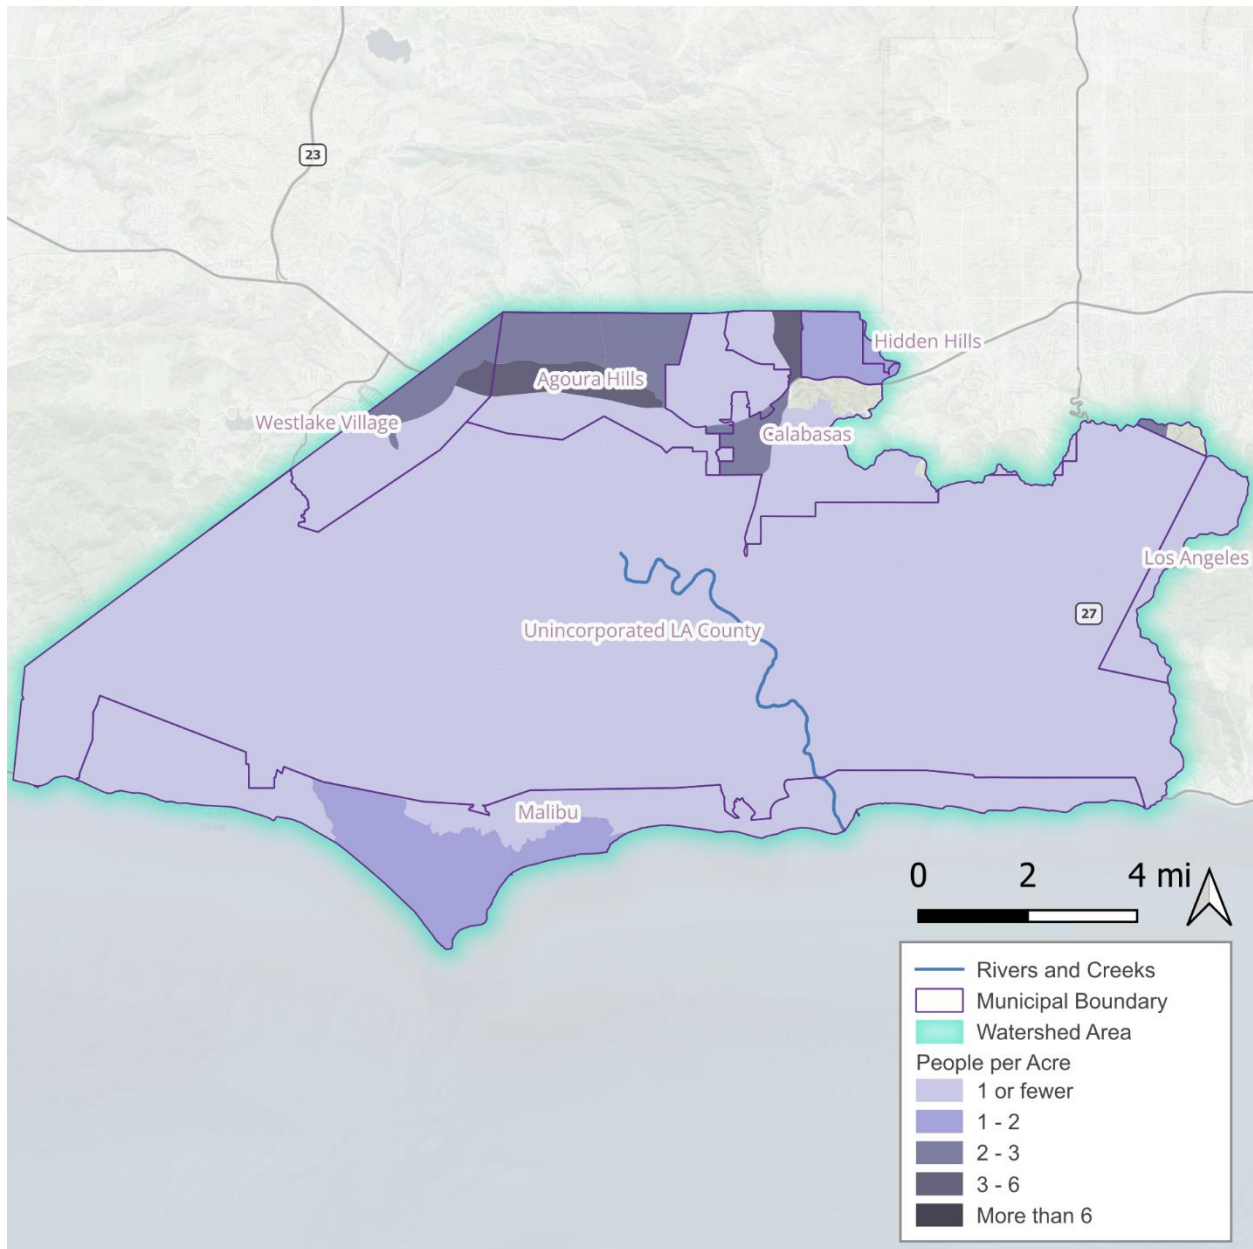 23
Hidden Hills
Agoura Hills
Westlake Village
Calabasas
Los Angeles
27
Unincorporated LA County
Malibu
0 2 4 mi
Rivers and Creeks
Municipal Boundary
Watershed Area
People per Acre
1 or fewer
1 - 2
2 - 3
3 - 6
More than 6